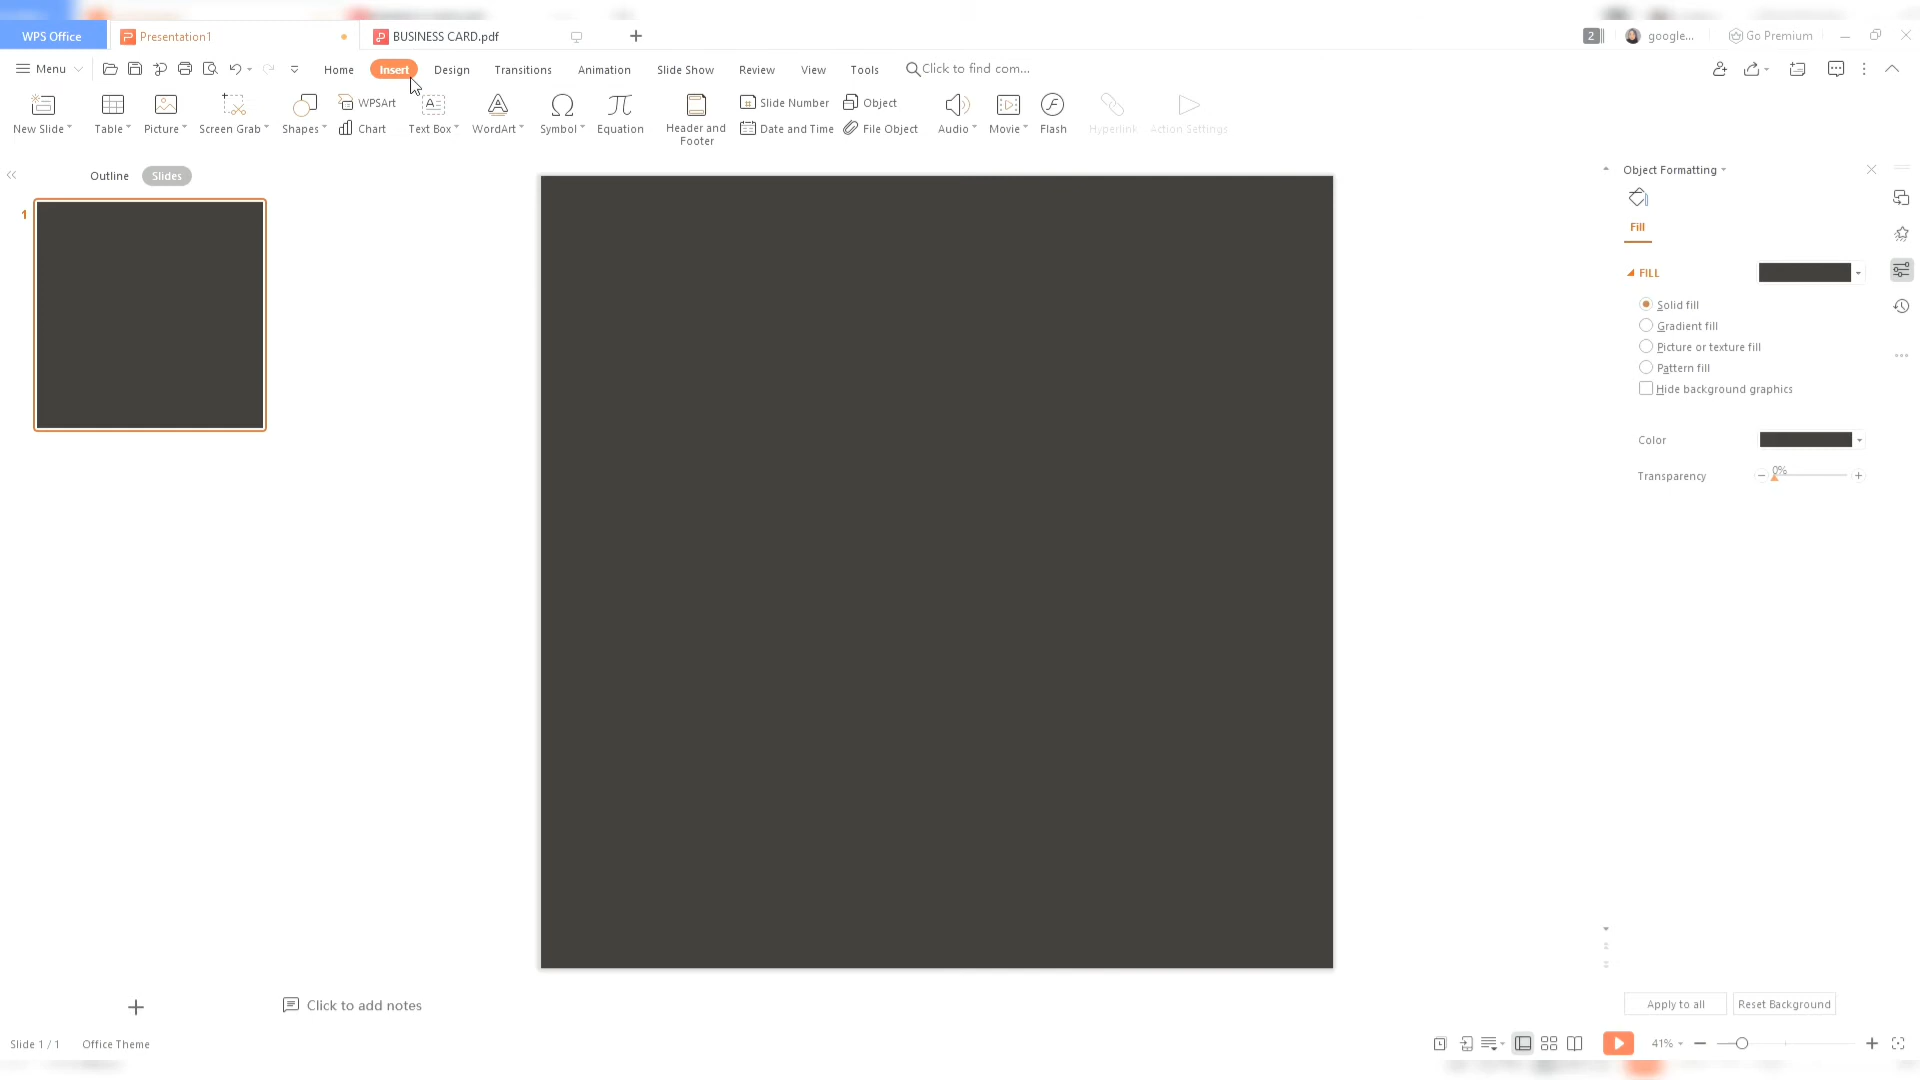 WPS Office Presentation1 BUSINESS CARD.pdf 2 google... Go Premium
Menu Home Insert Design Transitions Animation Slide Show Review View Tools Click to find com...
New Slide Table Picture Screen Grab Shapes WPSArt Chart Text Box WordArt Symbol Equation Header and Footer Slide Number Date and Time Object File Object Audio Movie Flash Hyperlink Action Settings
Outline Slides
1
Object Formatting
Fill
FILL
Solid fill
Gradient fill
Picture or texture fill
Pattern fill
Hide background graphics
Color
Transparency 0%
Click to add notes
Apply to all Reset Background
Slide 1 / 1 Office Theme 41%